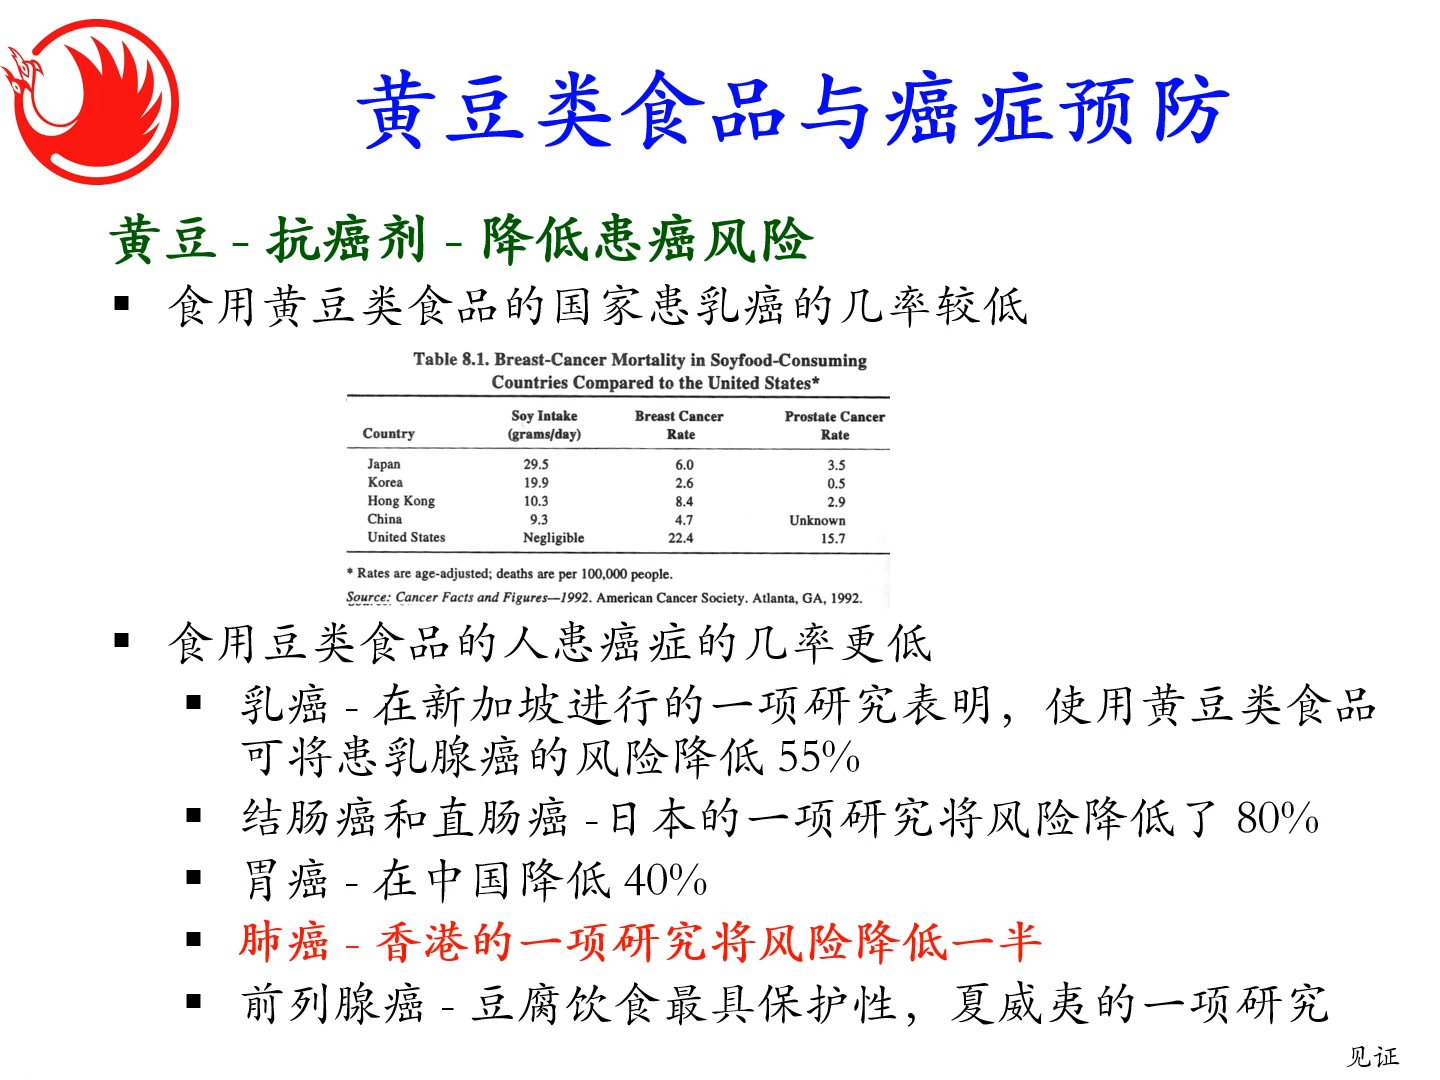 黄豆类食品与癌症预防
黄豆 - 抗癌剂 - 降低患癌风险
▪ 食用黄豆类食品的国家患乳癌的几率较低
Table 8.1. Breast-Cancer Mortality in Soyfood-Consuming
Countries Compared to the United States*
Country Soy Intake (grams/day) Breast Cancer Rate Prostate Cancer Rate
Japan 29.5 6.0 3.5
Korea 19.9 2.6 0.5
Hong Kong 10.3 8.4 2.9
China 9.3 4.7 Unknown
United States Negligible 22.4 15.7
* Rates are age-adjusted; deaths are per 100,000 people.
Source: Cancer Facts and Figures—1992. American Cancer Society. Atlanta, GA, 1992.
▪ 食用豆类食品的人患癌症的几率更低
▪ 乳癌 - 在新加坡进行的一项研究表明，使用黄豆类食品
可将患乳腺癌的风险降低 55%
▪ 结肠癌和直肠癌 -日本的一项研究将风险降低了 80%
▪ 胃癌 - 在中国降低 40%
▪ 肺癌 - 香港的一项研究将风险降低一半
▪ 前列腺癌 - 豆腐饮食最具保护性，夏威夷的一项研究
见证